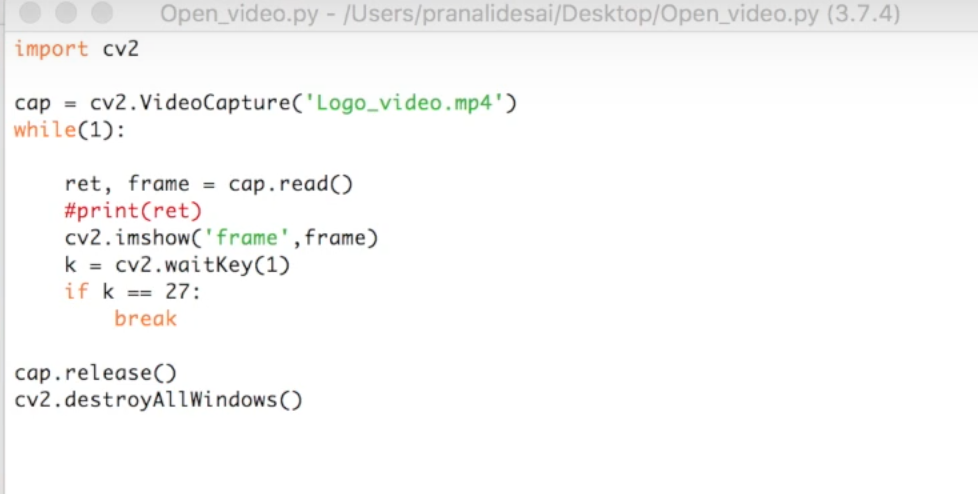 Open_video.py - /Users/pranalidesai/Desktop/Open_video.py (3.7.4)
import cv2
cap = cv2.VideoCapture('Logo_video.mp4')
while(1):
    ret, frame = cap.read()
    #print(ret)
    cv2.imshow('frame',frame)
    k = cv2.waitKey(1)
    if k == 27:
        break
cap.release()
cv2.destroyAllWindows()